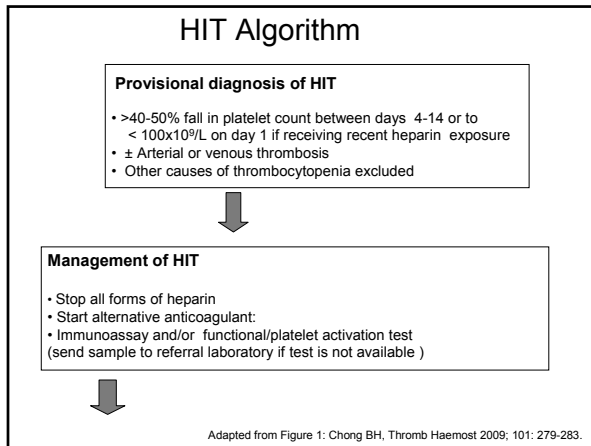 HIT Algorithm
Provisional diagnosis of HIT
• >40-50% fall in platelet count between days 4-14 or to
< 100x10⁹/L on day 1 if receiving recent heparin exposure
• ± Arterial or venous thrombosis
• Other causes of thrombocytopenia excluded
Management of HIT
• Stop all forms of heparin
• Start alternative anticoagulant:
• Immunoassay and/or functional/platelet activation test
(send sample to referral laboratory if test is not available )
Adapted from Figure 1: Chong BH, Thromb Haemost 2009; 101: 279-283.